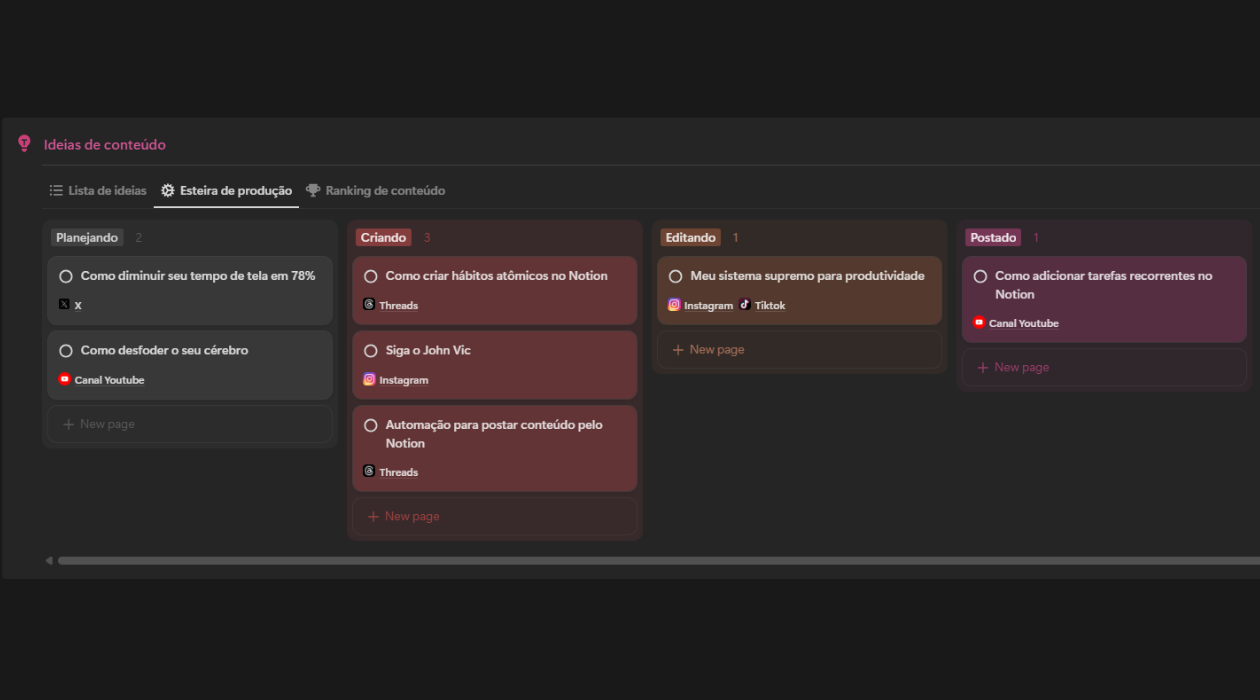 Ideias de conteúdo
Lista de ideias
Esteira de produção
Ranking de conteúdo
Planejando 2
Como diminuir seu tempo de tela em 78%
X
Como desfoder o seu cérebro
Canal Youtube
+ New page
Criando 3
Como criar hábitos atômicos no Notion
Threads
Siga o John Vic
Instagram
Automação para postar conteúdo pelo
Notion
Threads
+ New page
Editando 1
Meu sistema supremo para produtividade
Instagram Tiktok
+ New page
Postado 1
Como adicionar tarefas recorrentes no
Notion
Canal Youtube
+ New page